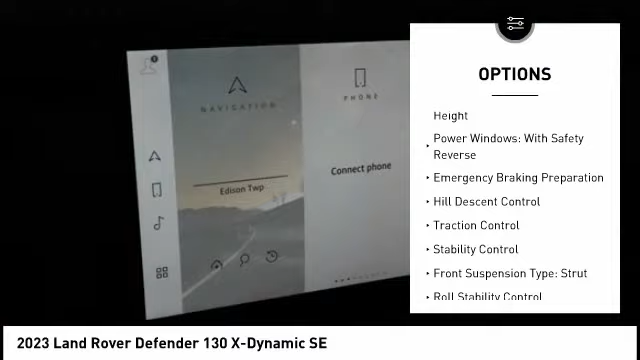 NAVIGATION
Edison Twp
PHONE
Connect phone
OPTIONS
Height
Power Windows: With Safety
Reverse
Emergency Braking Preparation
Hill Descent Control
Traction Control
Stability Control
Front Suspension Type: Strut
Roll Stability Control
2023 Land Rover Defender 130 X-Dynamic SE